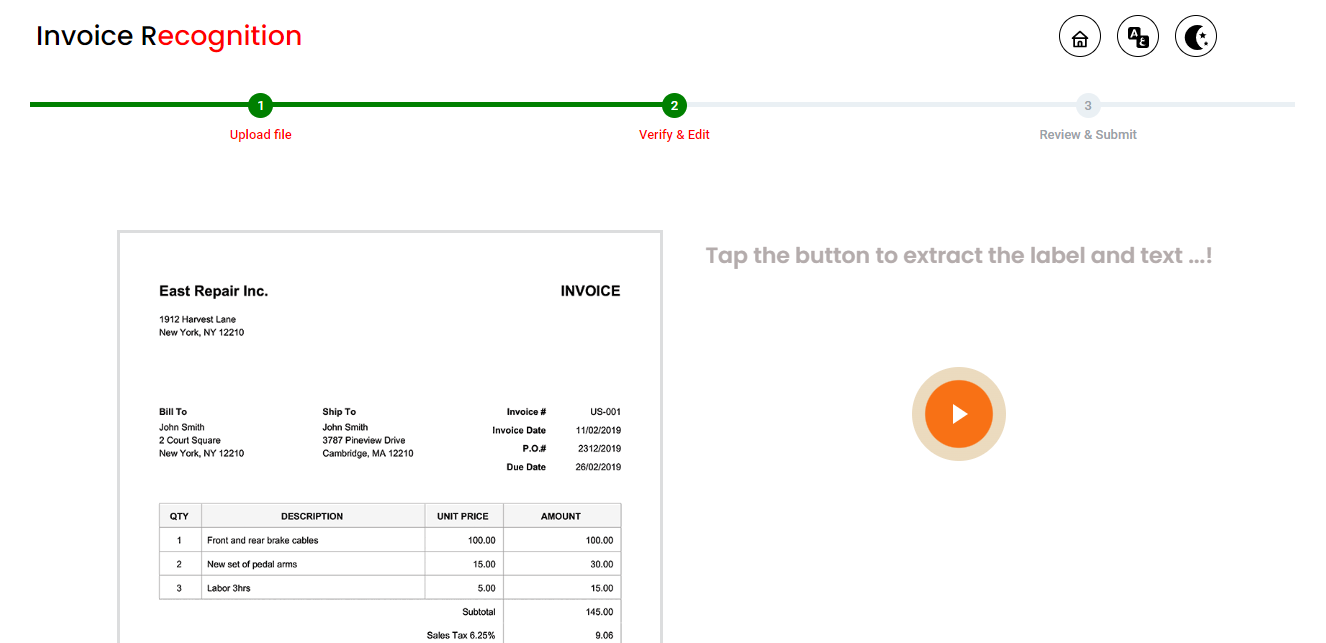 Invoice Recognition
1 2 3
Upload file Verify & Edit Review & Submit
Tap the button to extract the label and text ...!
East Repair Inc. INVOICE
1912 Harvest Lane
New York, NY 12210
Bill To Ship To Invoice # US-001
John Smith John Smith Invoice Date 11/02/2019
2 Court Square 3787 Pineview Drive P.O.# 2312/2019
New York, NY 12210 Cambridge, MA 12210 Due Date 26/02/2019
QTY DESCRIPTION UNIT PRICE AMOUNT
1 Front and rear brake cables 100.00 100.00
2 New set of pedal arms 15.00 30.00
3 Labor 3hrs 5.00 15.00
Subtotal 145.00
Sales Tax 6.25% 9.06